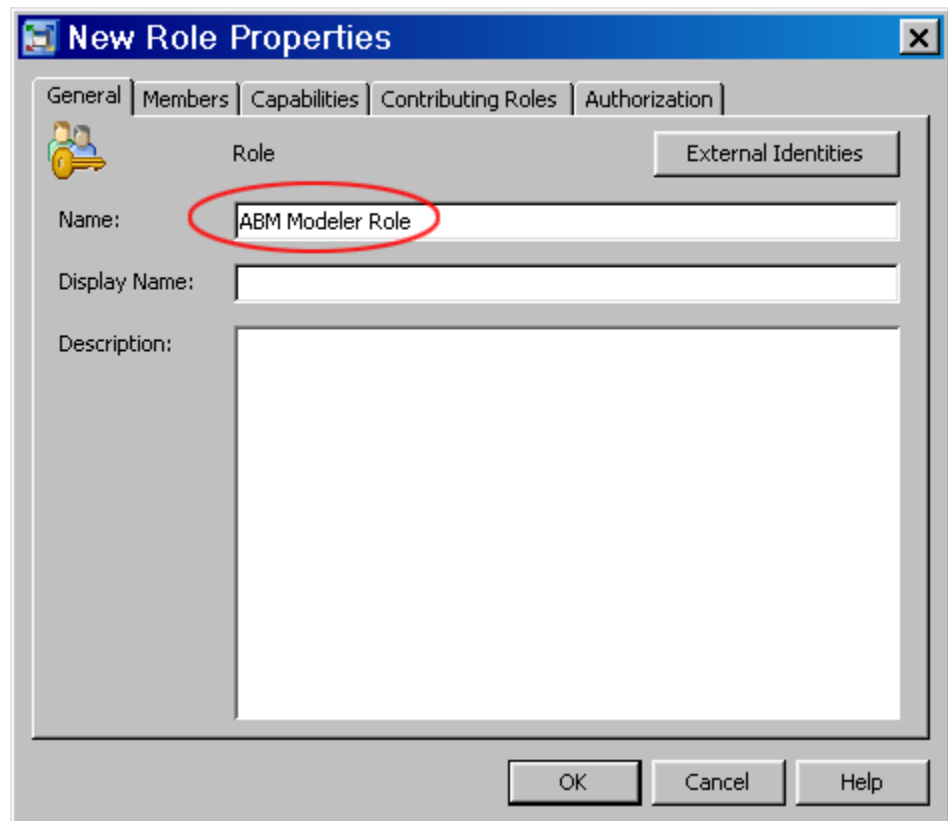 New Role Properties
General Members Capabilities Contributing Roles Authorization
Role External Identities
Name: ABM Modeler Role
Display Name:
Description:
OK Cancel Help